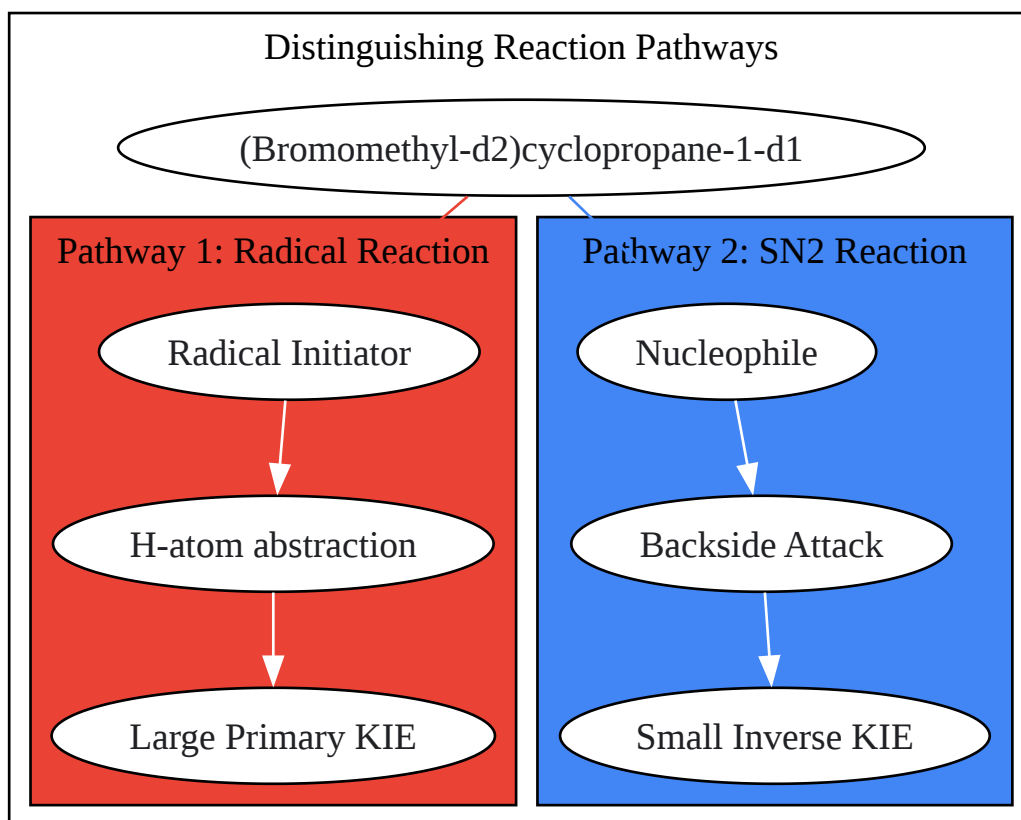 Distinguishing Reaction Pathways
(Bromomethyl-d2)cyclopropane-1-d1
Pathway 1: Radical Reaction
Radical Initiator
H-atom abstraction
Large Primary KIE
Pathway 2: SN2 Reaction
Nucleophile
Backside Attack
Small Inverse KIE